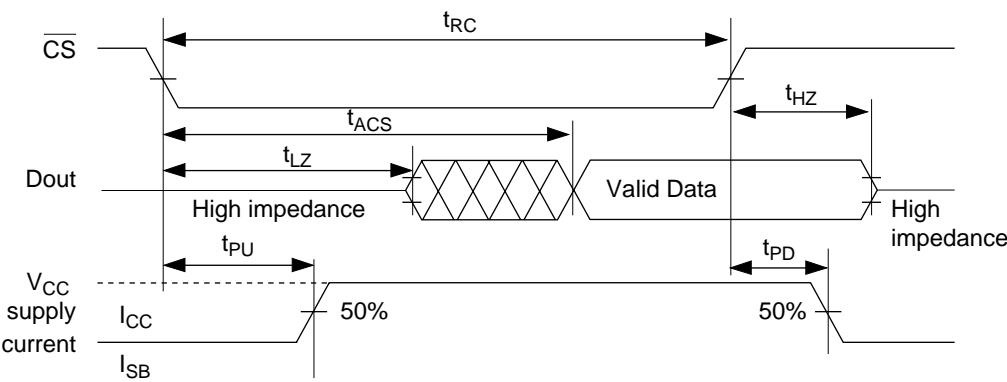 tRC
CS
tHZ
tACS
tLZ
Dout
Valid Data
High impedance
High
impedance
tPU
tPD
VCC
supply
current
ICC
50%
50%
ISB